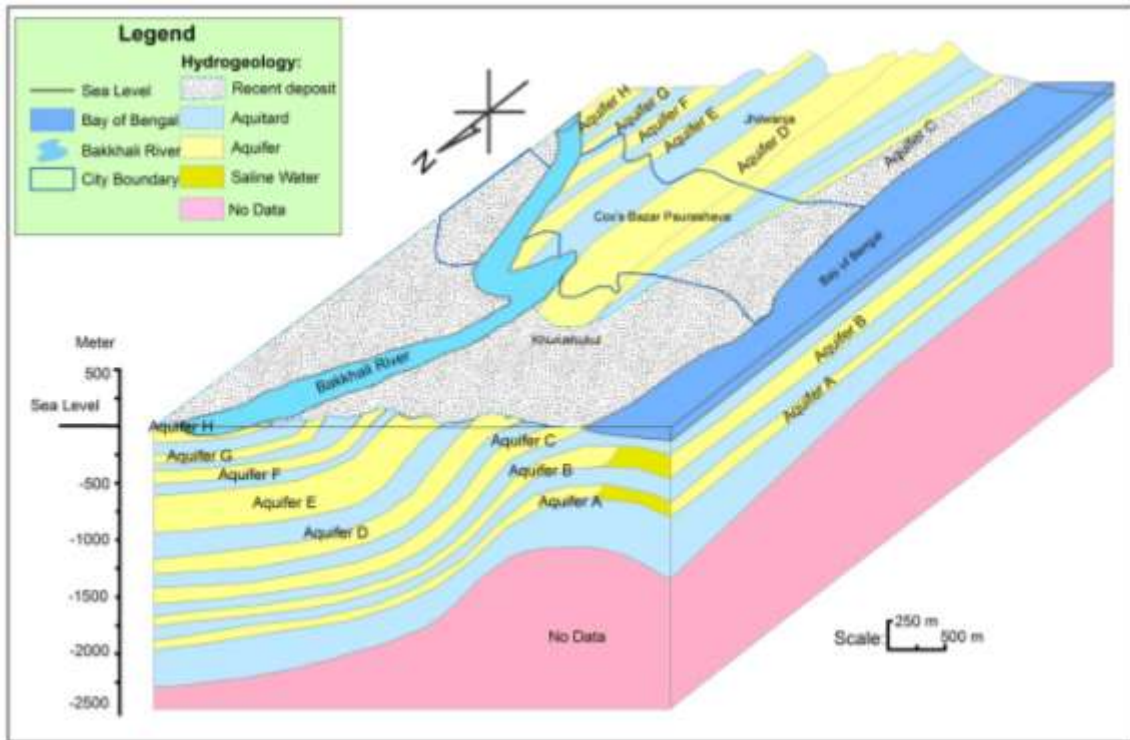 Legend
Hydrogeology:
Sea Level
Recent deposit
Bay of Bengal
Aquitard
Bakkhali River
Aquifer
City Boundary
Saline Water
No Data
N
Aquifer H
Aquifer G
Aquifer F
Aquifer E
Jhilwanja
Aquifer D
Aquifer C
Cox's Bazar Paurashava
Bay of Bengal
Khurushkul
Bakkhali River
Aquifer B
Aquifer A
Meter
500
Sea Level
-500
-1000
-1500
-2000
-2500
Aquifer H
Aquifer G
Aquifer F
Aquifer E
Aquifer D
Aquifer C
Aquifer B
Aquifer A
No Data
Scale
250 m
500 m